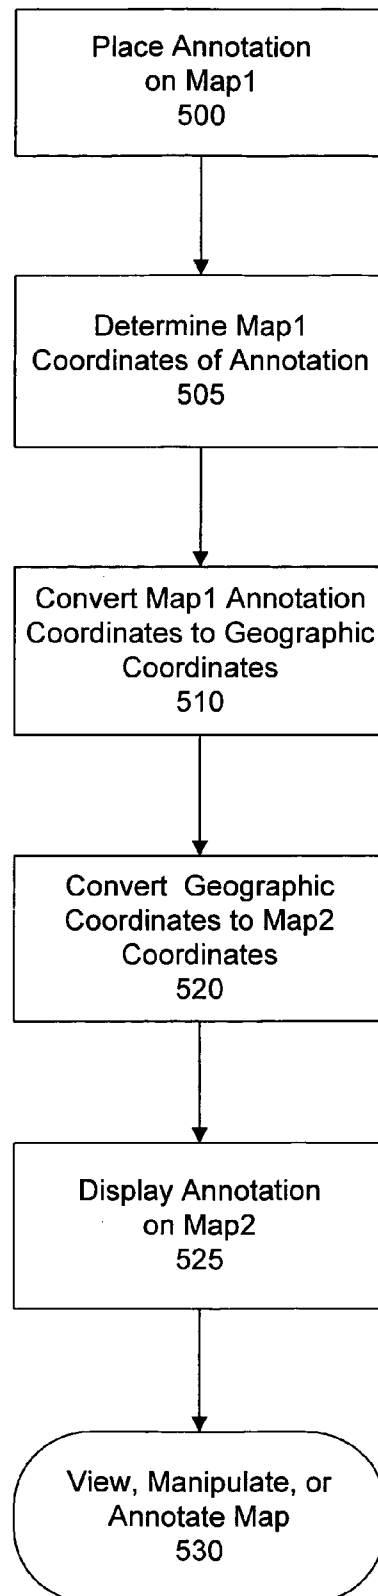 Place Annotation
on Map1
500
Determine Map1
Coordinates of Annotation
505
Convert Map1 Annotation
Coordinates to Geographic
Coordinates
510
Convert Geographic
Coordinates to Map2
Coordinates
520
Display Annotation
on Map2
525
View, Manipulate, or
Annotate Map
530